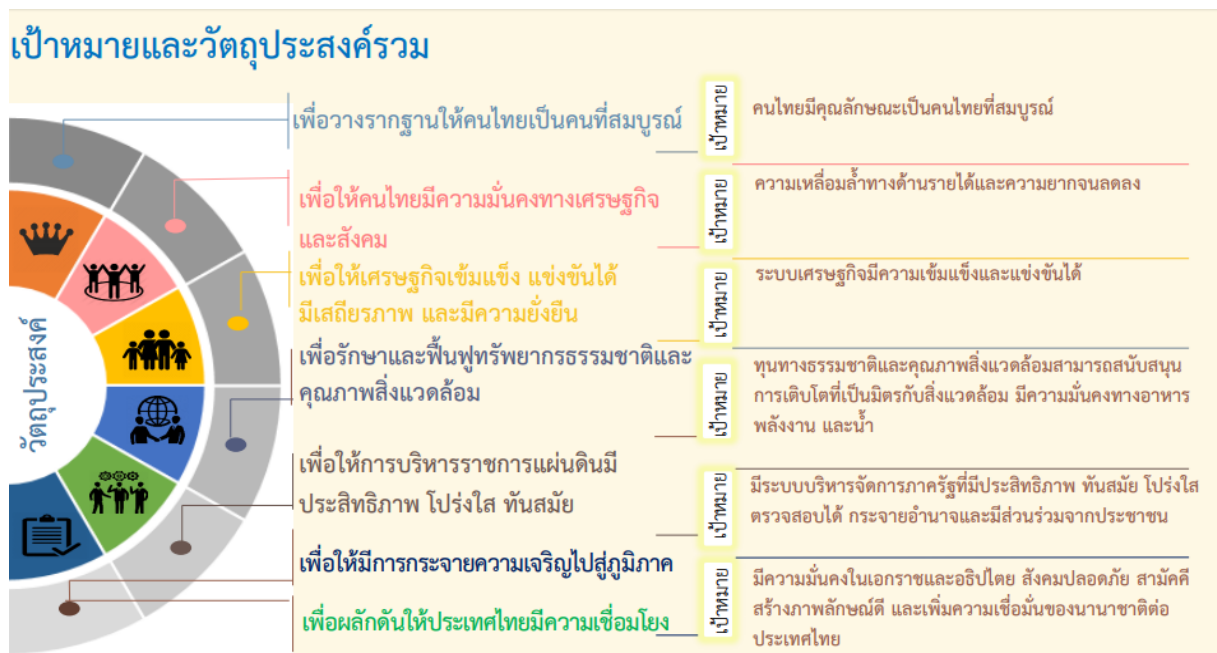 เป้าหมายและวัตถุประสงค์รวม
วัตถุประสงค์
เพื่อวางรากฐานให้คนไทยเป็นคนที่สมบูรณ์
เป้าหมาย
คนไทยมีคุณลักษณะเป็นคนไทยที่สมบูรณ์
เพื่อให้คนไทยมีความมั่นคงทางเศรษฐกิจ
และสังคม
เป้าหมาย
ความเหลื่อมล้ำทางด้านรายได้และความยากจนลดลง
เพื่อให้เศรษฐกิจเข้มแข็ง แข่งขันได้
มีเสถียรภาพ และมีความยั่งยืน
เป้าหมาย
ระบบเศรษฐกิจมีความเข้มแข็งและแข่งขันได้
เพื่อรักษาและฟื้นฟูทรัพยากรธรรมชาติและ
คุณภาพสิ่งแวดล้อม
เป้าหมาย
ทุนทางธรรมชาติและคุณภาพสิ่งแวดล้อมสามารถสนับสนุน
การเติบโตที่เป็นมิตรกับสิ่งแวดล้อม มีความมั่นคงทางอาหาร
พลังงาน และน้ำ
เพื่อให้การบริหารราชการแผ่นดินมี
ประสิทธิภาพ โปร่งใส ทันสมัย
เป้าหมาย
มีระบบบริหารจัดการภาครัฐที่มีประสิทธิภาพ ทันสมัย โปร่งใส
ตรวจสอบได้ กระจายอำนาจและมีส่วนร่วมจากประชาชน
เพื่อให้มีการกระจายความเจริญไปสู่ภูมิภาค
เพื่อผลักดันให้ประเทศไทยมีความเชื่อมโยง
เป้าหมาย
มีความมั่นคงในเอกราชและอธิปไตย สังคมปลอดภัย สามัคคี
สร้างภาพลักษณ์ดี และเพิ่มความเชื่อมั่นของนานาชาติต่อ
ประเทศไทย